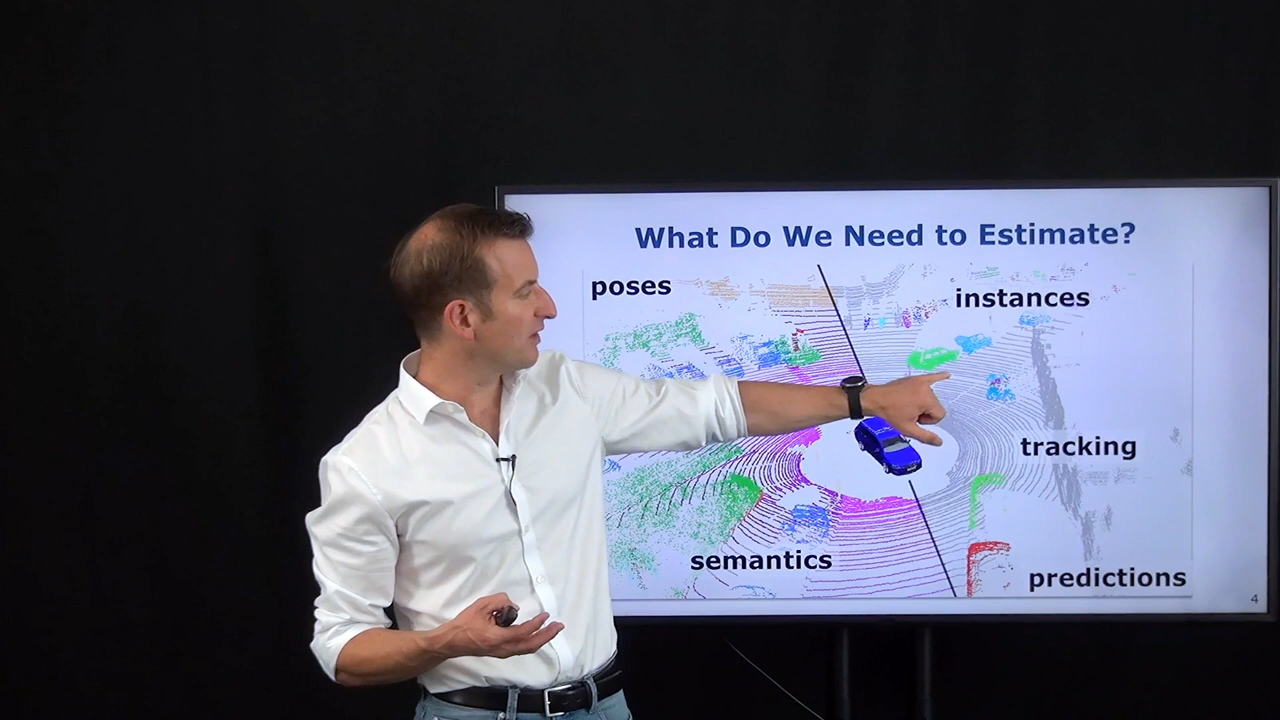 What Do We Need to Estimate?
poses
instances
tracking
semantics
predictions
4